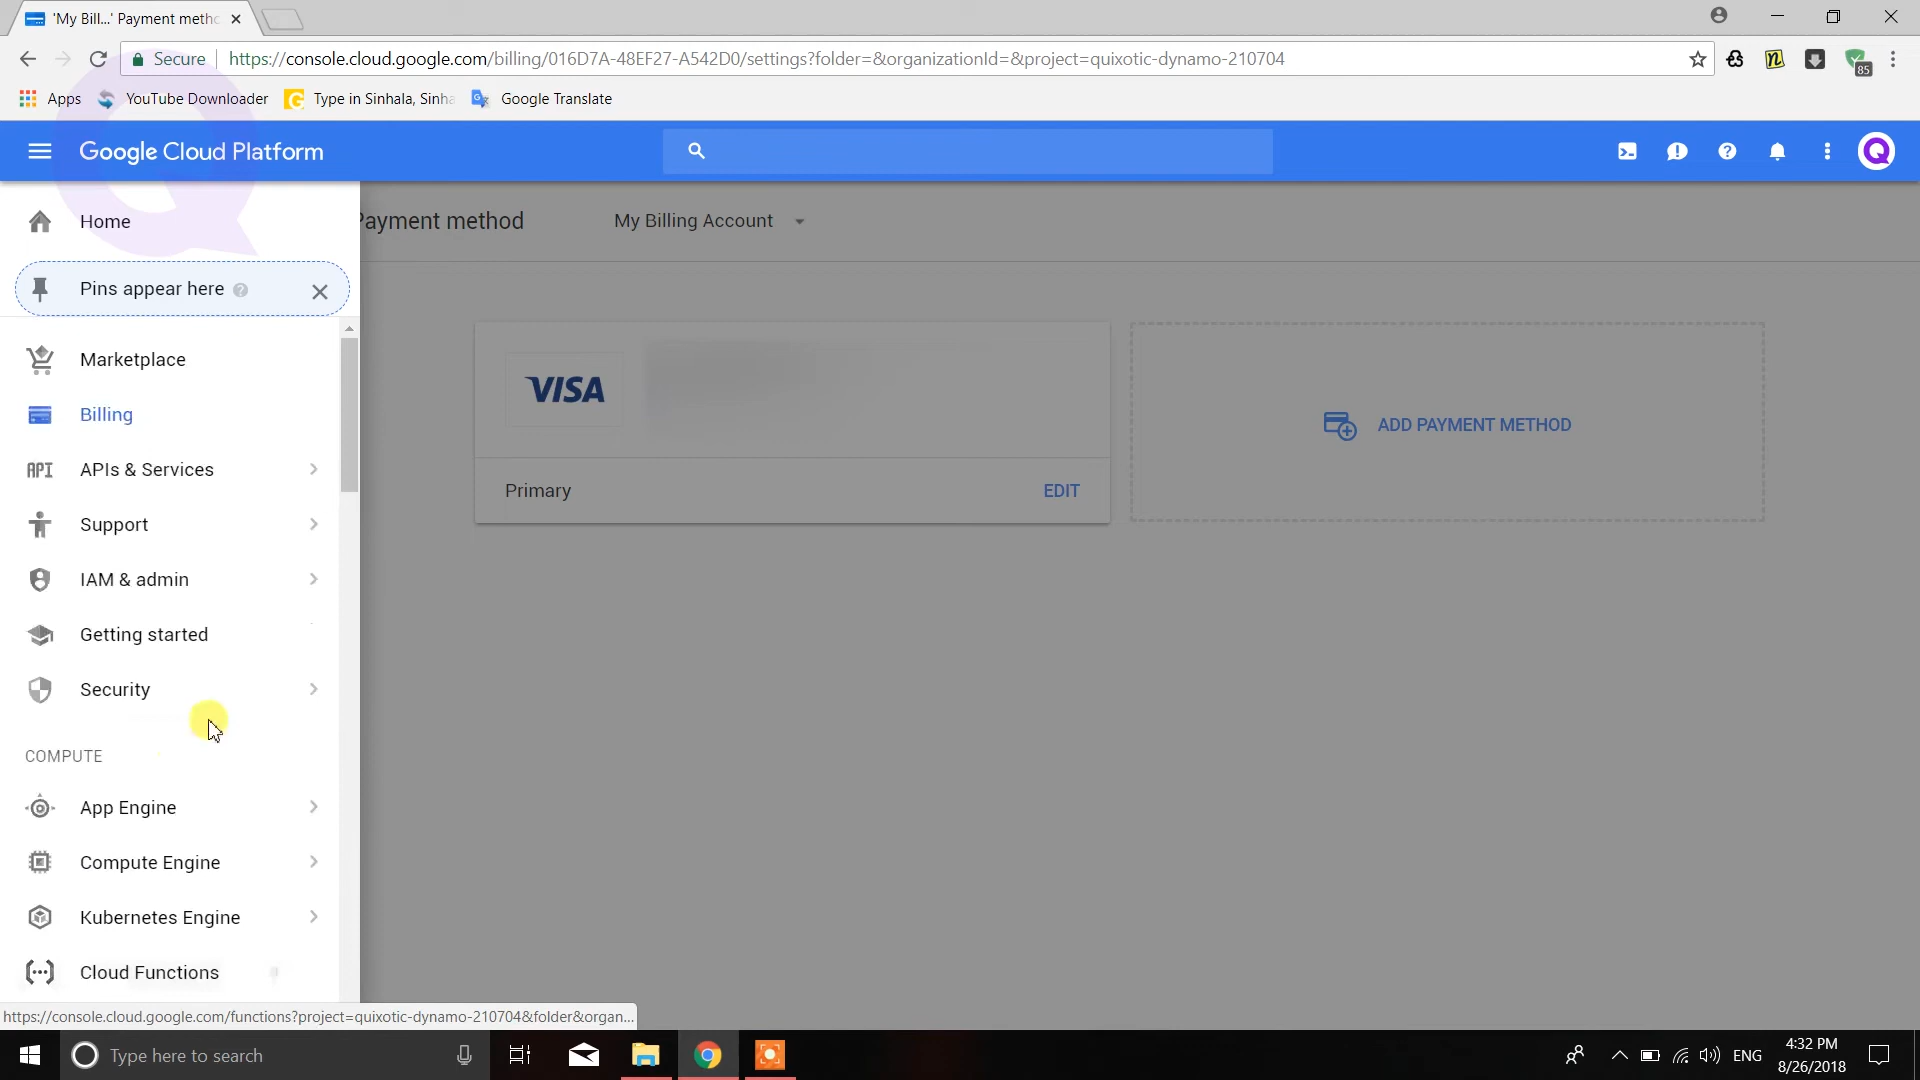 'My Bill...' Payment metho
Secure
https://console.cloud.google.com/billing/016D7A-48EF27-A542D0/settings?folder=&organizationId=&project=quixotic-dynamo-210704
85
Apps
YouTube Downloader
Type in Sinhala, Sinha
Google Translate
Google Cloud Platform
Q
Home
Payment method
My Billing Account
Pins appear here
Marketplace
VISA
Billing
ADD PAYMENT METHOD
API
APIs & Services
Primary
EDIT
Support
IAM & admin
Getting started
Security
COMPUTE
App Engine
Compute Engine
Kubernetes Engine
Cloud Functions
https://console.cloud.google.com/functions?project=quixotic-dynamo-210704&folder&organ...
Type here to search
ENG
4:32 PM
8/26/2018